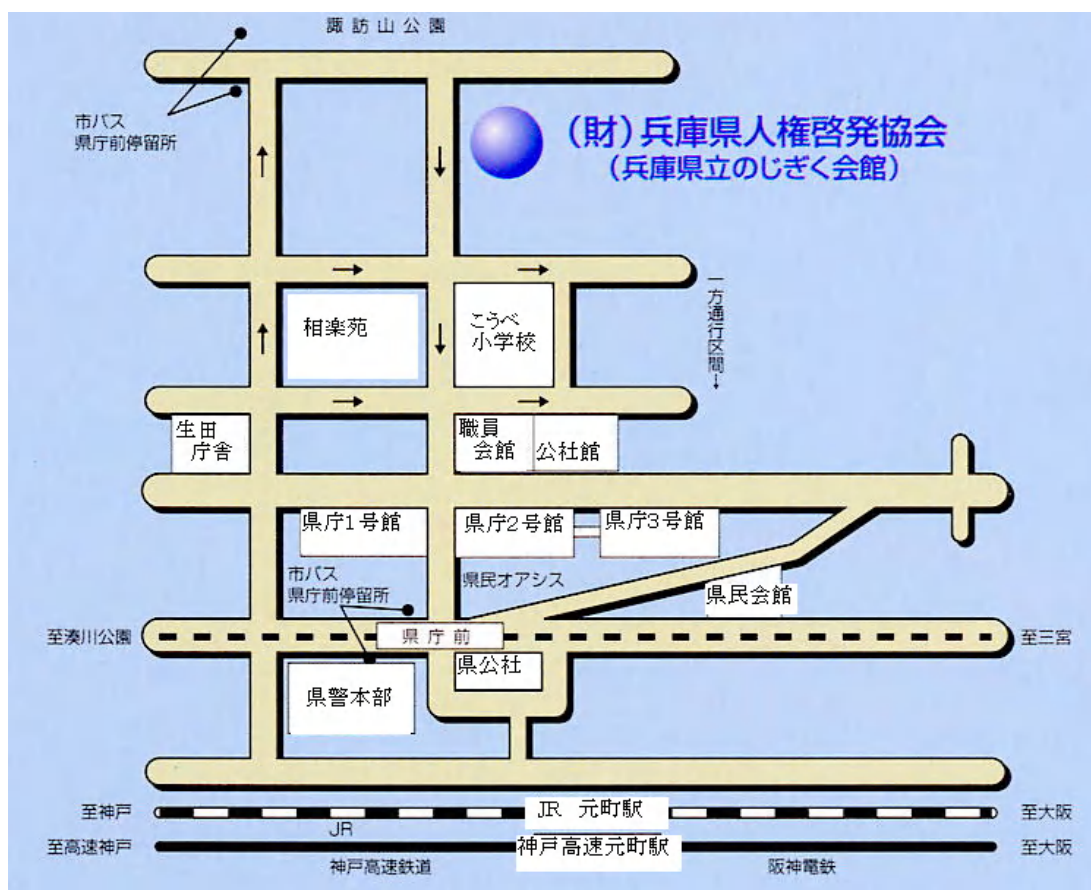 諏訪山公園
市バス
県庁前停留所
(財)兵庫県人権啓発協会
(兵庫県立のじぎく会館)
相楽苑
こうべ
小学校
一方通行区間→
生田
庁舎
職員
会館
公社館
県庁1号館
県庁2号館
県庁3号館
市バス
県庁前停留所
県民オアシス
県民会館
至湊川公園
県庁前
至三宮
県公社
県警本部
至神戸
JR 元町駅
至大阪
JR
至高速神戸
神戸高速元町駅
至大阪
神戸高速鉄道
阪神電鉄